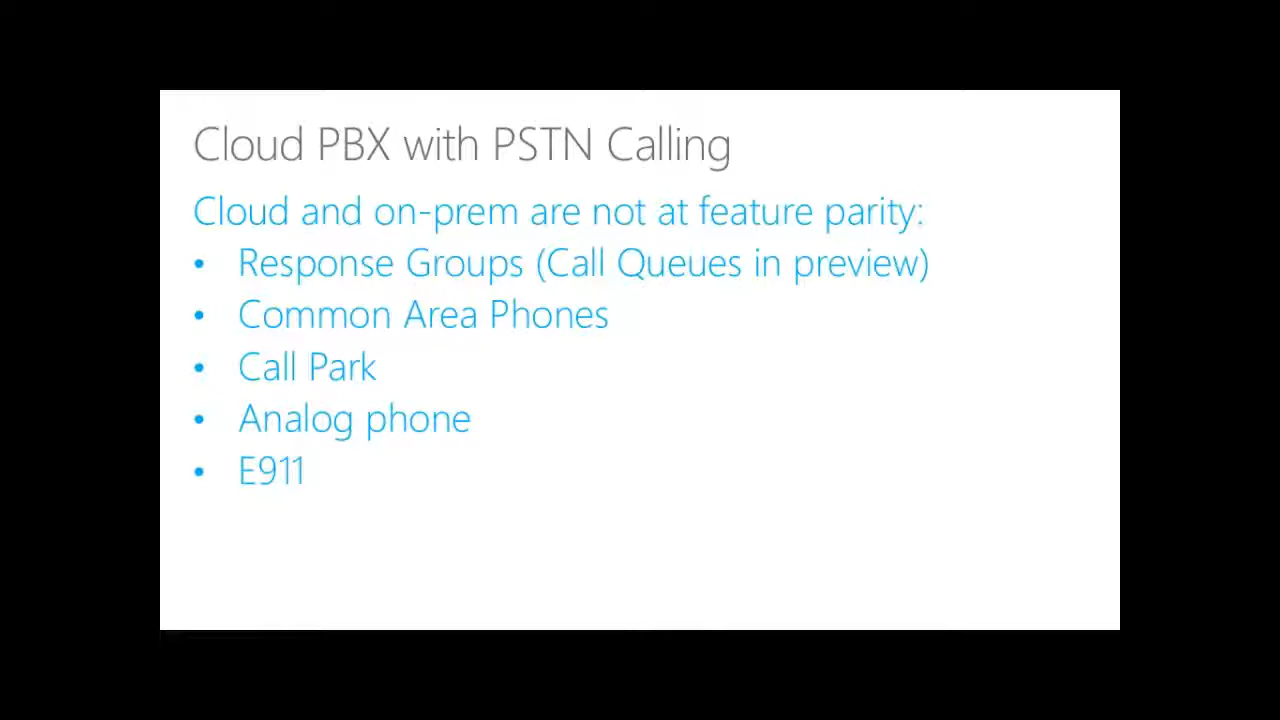 Cloud PBX with PSTN Calling
Cloud and on-prem are not at feature parity:
• Response Groups (Call Queues in preview)
• Common Area Phones
• Call Park
• Analog phone
• E911